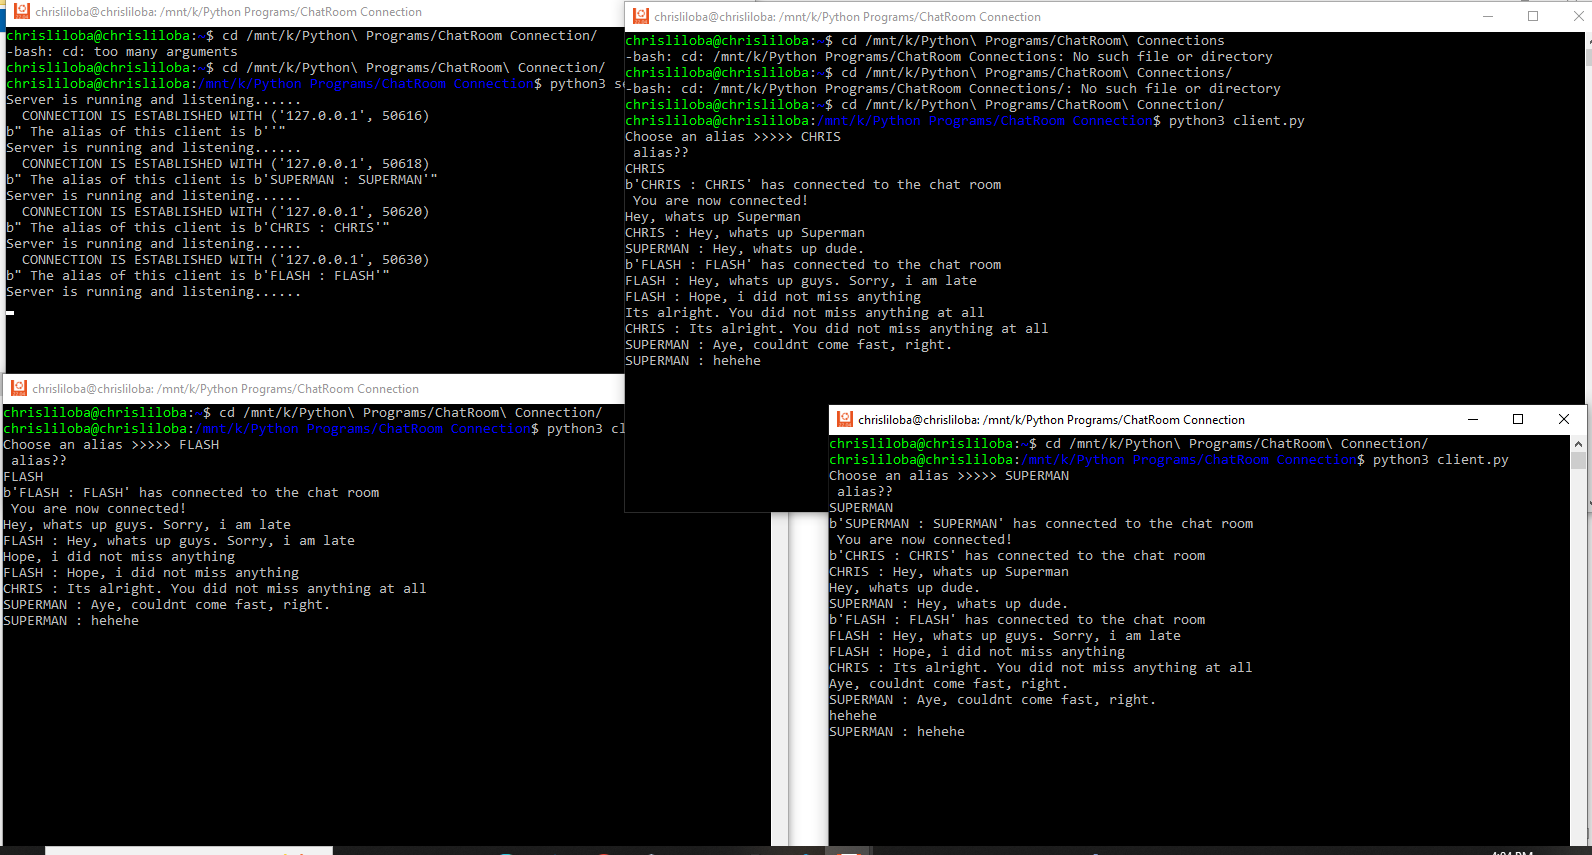 chrisliloba@chrisliloba: /mnt/k/Python Programs/ChatRoom Connection
chrisliloba@chrisliloba:~$ cd /mnt/k/Python\ Programs/ChatRoom Connection/
-bash: cd: too many arguments
chrisliloba@chrisliloba:~$ cd /mnt/k/Python\ Programs/ChatRoom\ Connection/
chrisliloba@chrisliloba:/mnt/k/Python Programs/ChatRoom Connection$ python3 se
Server is running and listening......
  CONNECTION IS ESTABLISHED WITH ('127.0.0.1', 50616)
b" The alias of this client is b''"
Server is running and listening......
  CONNECTION IS ESTABLISHED WITH ('127.0.0.1', 50618)
b" The alias of this client is b'SUPERMAN : SUPERMAN'"
Server is running and listening......
  CONNECTION IS ESTABLISHED WITH ('127.0.0.1', 50620)
b" The alias of this client is b'CHRIS : CHRIS'"
Server is running and listening......
  CONNECTION IS ESTABLISHED WITH ('127.0.0.1', 50630)
b" The alias of this client is b'FLASH : FLASH'"
Server is running and listening......
chrisliloba@chrisliloba: /mnt/k/Python Programs/ChatRoom Connection
chrisliloba@chrisliloba:~$ cd /mnt/k/Python\ Programs/ChatRoom\ Connections
-bash: cd: /mnt/k/Python Programs/ChatRoom Connections: No such file or directory
chrisliloba@chrisliloba:~$ cd /mnt/k/Python\ Programs/ChatRoom\ Connections/
-bash: cd: /mnt/k/Python Programs/ChatRoom Connections/: No such file or directory
chrisliloba@chrisliloba:~$ cd /mnt/k/Python\ Programs/ChatRoom\ Connection/
chrisliloba@chrisliloba:/mnt/k/Python Programs/ChatRoom Connection$ python3 client.py
Choose an alias >>>>> CHRIS
 alias??
CHRIS
b'CHRIS : CHRIS' has connected to the chat room
 You are now connected!
Hey, whats up Superman
CHRIS : Hey, whats up Superman
SUPERMAN : Hey, whats up dude.
b'FLASH : FLASH' has connected to the chat room
FLASH : Hey, whats up guys. Sorry, i am late
FLASH : Hope, i did not miss anything
Its alright. You did not miss anything at all
CHRIS : Its alright. You did not miss anything at all
SUPERMAN : Aye, couldnt come fast, right.
SUPERMAN : hehehe
chrisliloba@chrisliloba: /mnt/k/Python Programs/ChatRoom Connection
chrisliloba@chrisliloba:~$ cd /mnt/k/Python\ Programs/ChatRoom\ Connection/
chrisliloba@chrisliloba:/mnt/k/Python Programs/ChatRoom Connection$ python3 cl
Choose an alias >>>>> FLASH
 alias??
FLASH
b'FLASH : FLASH' has connected to the chat room
 You are now connected!
Hey, whats up guys. Sorry, i am late
FLASH : Hey, whats up guys. Sorry, i am late
Hope, i did not miss anything
FLASH : Hope, i did not miss anything
CHRIS : Its alright. You did not miss anything at all
SUPERMAN : Aye, couldnt come fast, right.
SUPERMAN : hehehe
chrisliloba@chrisliloba: /mnt/k/Python Programs/ChatRoom Connection
chrisliloba@chrisliloba:~$ cd /mnt/k/Python\ Programs/ChatRoom\ Connection/
chrisliloba@chrisliloba:/mnt/k/Python Programs/ChatRoom Connection$ python3 client.py
Choose an alias >>>>> SUPERMAN
 alias??
SUPERMAN
b'SUPERMAN : SUPERMAN' has connected to the chat room
 You are now connected!
b'CHRIS : CHRIS' has connected to the chat room
CHRIS : Hey, whats up Superman
Hey, whats up dude.
SUPERMAN : Hey, whats up dude.
b'FLASH : FLASH' has connected to the chat room
FLASH : Hey, whats up guys. Sorry, i am late
FLASH : Hope, i did not miss anything
CHRIS : Its alright. You did not miss anything at all
Aye, couldnt come fast, right.
SUPERMAN : Aye, couldnt come fast, right.
hehehe
SUPERMAN : hehehe